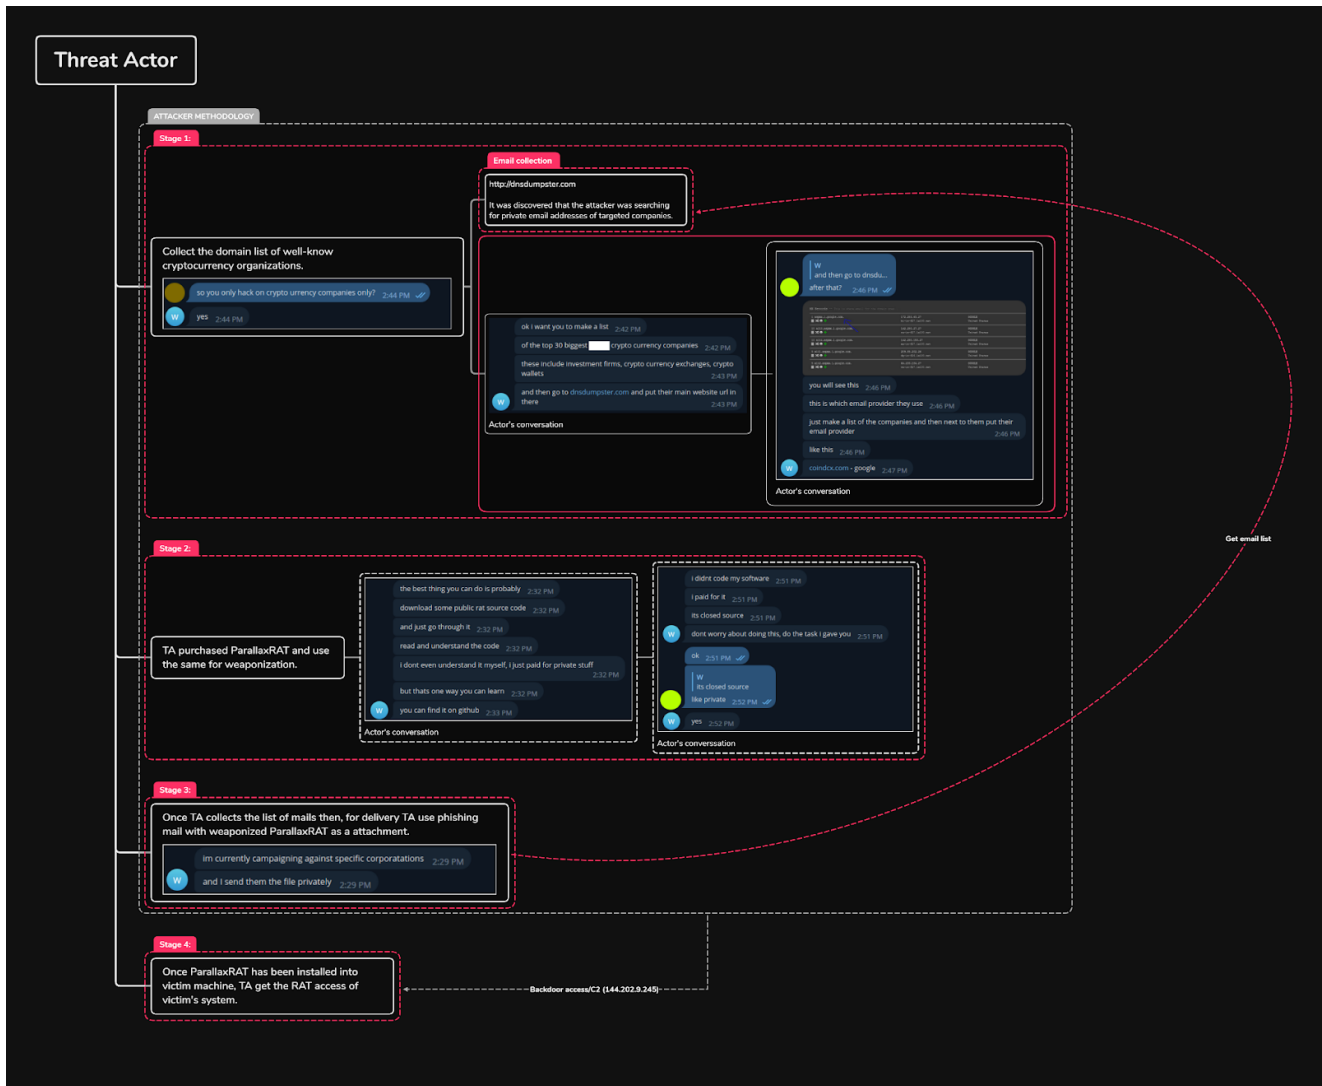 Threat Actor
ATTACKER METHODOLOGY
Stage 1:
Email collection
http://dnsdumpster.com
It was discovered that the attacker was searching
for private email addresses of targeted companies.
Collect the domain list of well-know
cryptocurrency organizations.
so you only hack on crypto urrency companies only? 2:44 PM
W
yes 2:44 PM
ok i want you to make a list 2:42 PM
of the top 30 biggest crypto currency companies 2:42 PM
these include investment firms, crypto currency exchanges, crypto
wallets
2:43 PM
and then go to dnsdumpster.com and put their main website url in
there 2:43 PM
W
Actor's conversation
W
and then go to dnsdu...
after that? 2:46 PM
you will see this 2:46 PM
this is which email provider they use 2:46 PM
just make a list of the companies and then next to them put their
email provider
2:46 PM
like this 2:46 PM
W
coindcx.com - google 2:47 PM
Actor's conversation
Get email list
Stage 2:
TA purchased ParallaxRAT and use
the same for weaponization.
the best thing you can do is probably 2:32 PM
download some public rat source code 2:32 PM
and just go through it 2:32 PM
read and understand the code 2:32 PM
i dont even understand it myself, i just paid for private stuff
2:32 PM
but thats one way you can learn 2:32 PM
W
you can find it on github 2:33 PM
Actor's conversation
i didnt code my software 2:51 PM
i paid for it 2:51 PM
its closed source 2:51 PM
W
dont worry about doing this, do the task i gave you 2:51 PM
ok 2:51 PM
W
its closed source
like private 2:52 PM
W
yes 2:52 PM
Actor's converssation
Stage 3:
Once TA collects the list of mails then, for delivery TA use phishing
mail with weaponized ParallaxRAT as a attachment.
im currently campaigning against specific corporatations 2:29 PM
W
and I send them the file privately 2:29 PM
Stage 4:
Once ParallaxRAT has been installed into
victim machine, TA get the RAT access of
victim's system.
Backdoor access/C2 (144.202.9.245)